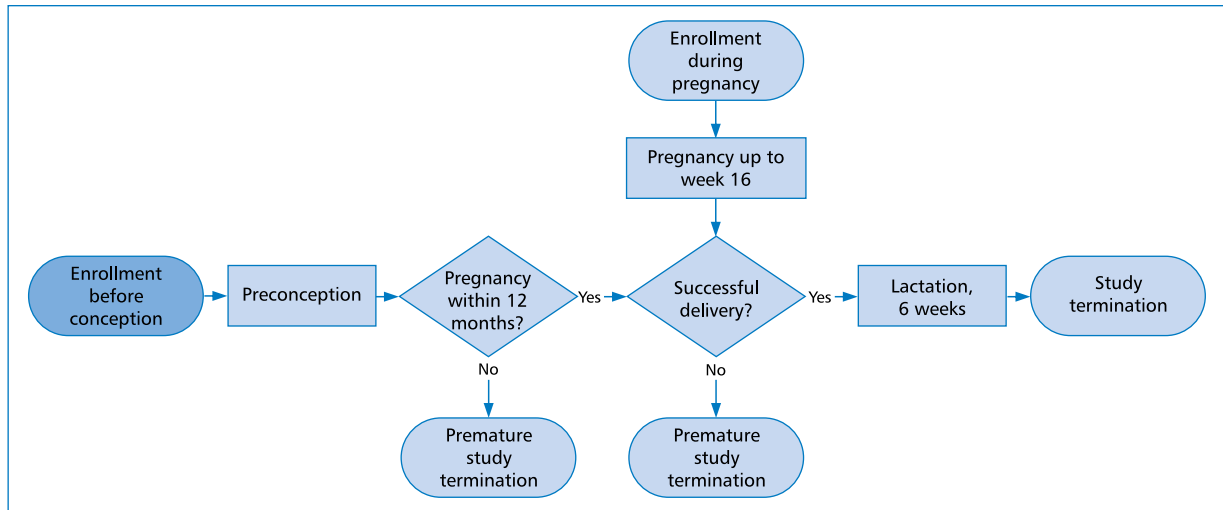 Enrollment
during
pregnancy
Pregnancy up to
week 16
Enrollment
before
conception
Preconception
Pregnancy
within 12
months?
Yes
Successful
delivery?
Yes
Lactation,
6 weeks
Study
termination
No
No
Premature
study
termination
Premature
study
termination